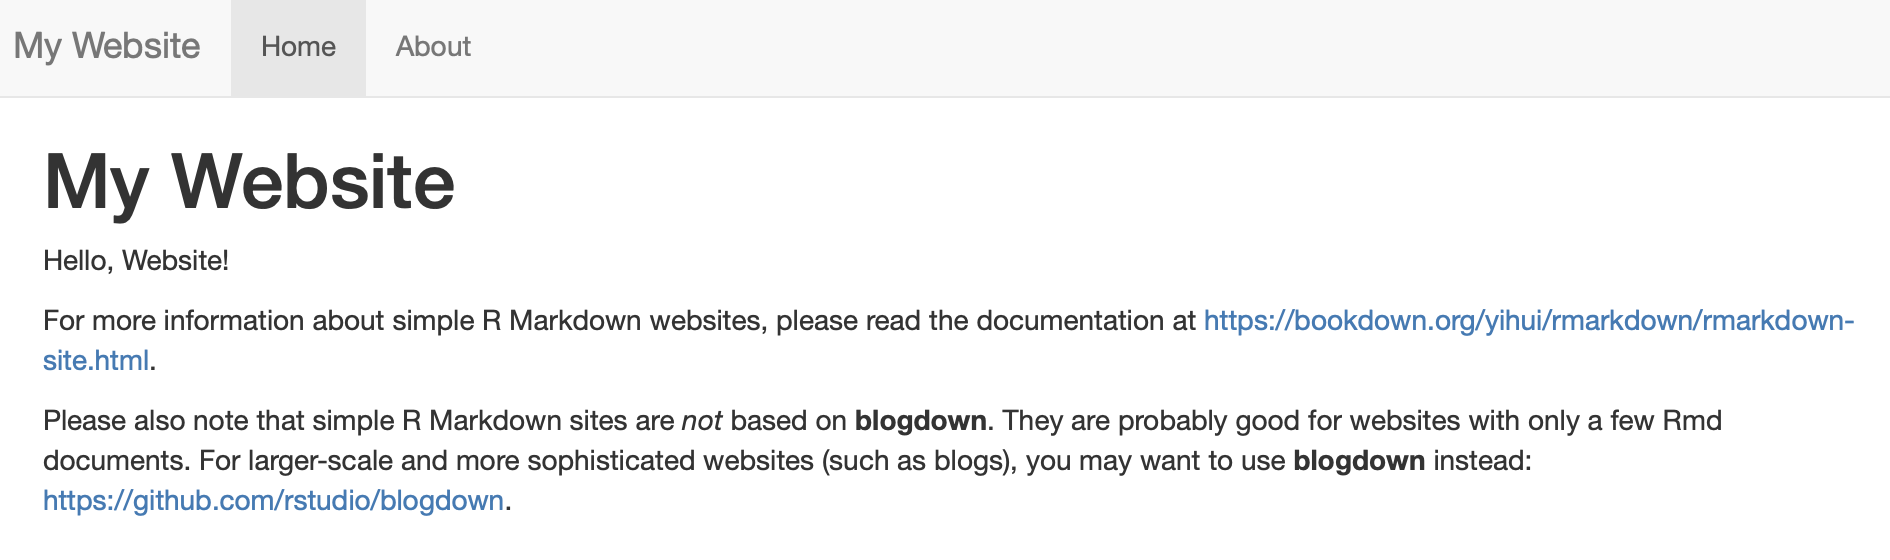 My Website Home About
My Website
Hello, Website!
For more information about simple R Markdown websites, please read the documentation at https://bookdown.org/yihui/rmarkdown/rmarkdown-
site.html.
Please also note that simple R Markdown sites are not based on blogdown. They are probably good for websites with only a few Rmd
documents. For larger-scale and more sophisticated websites (such as blogs), you may want to use blogdown instead:
https://github.com/rstudio/blogdown.